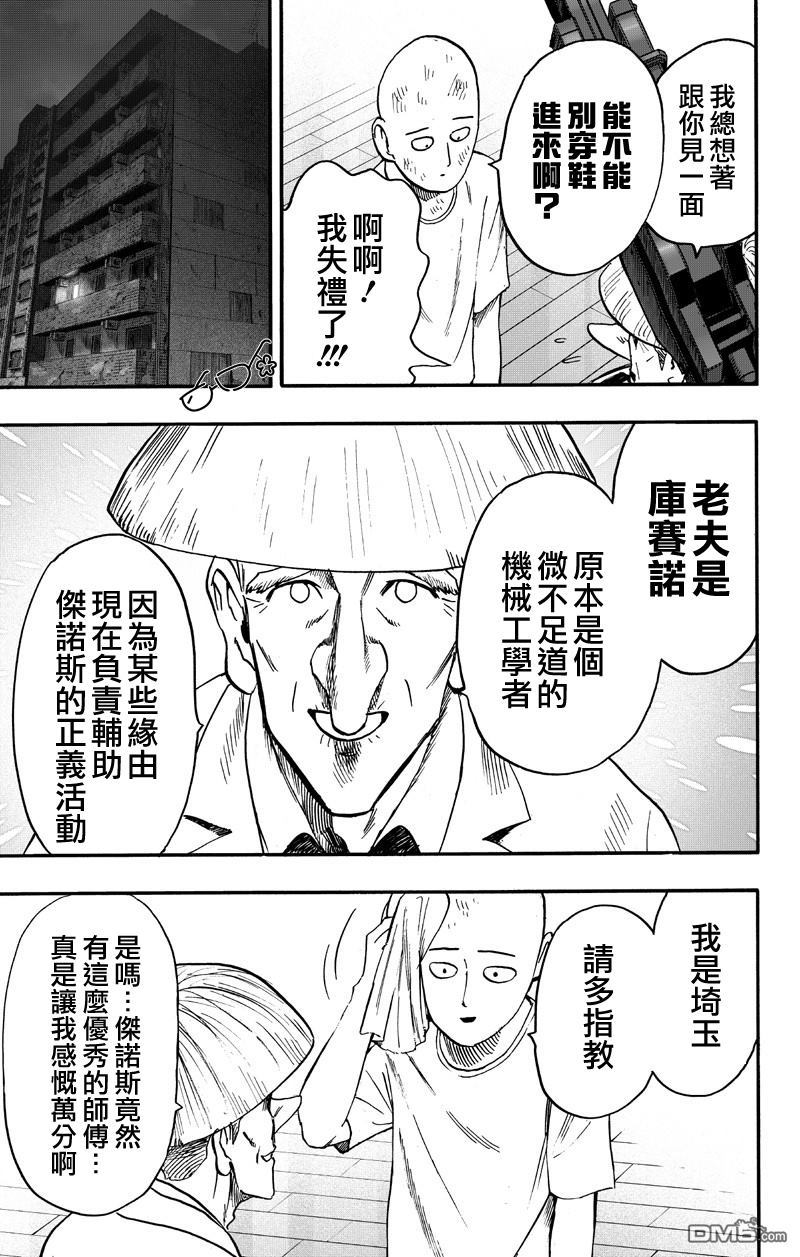 我總想著
跟你見一面
能不能
別穿鞋
進來啊？
啊啊！
我失禮了!!!
老夫是
庫賽諾
原本是個
微不足道的
機械工學者
因為某些緣由
現在負責輔助
傑諾斯的正義活動
我是埼玉
請多指教
是嗎…傑諾斯竟然
有這麼優秀的師傅…
真是讓我感慨萬分啊
DM5.com